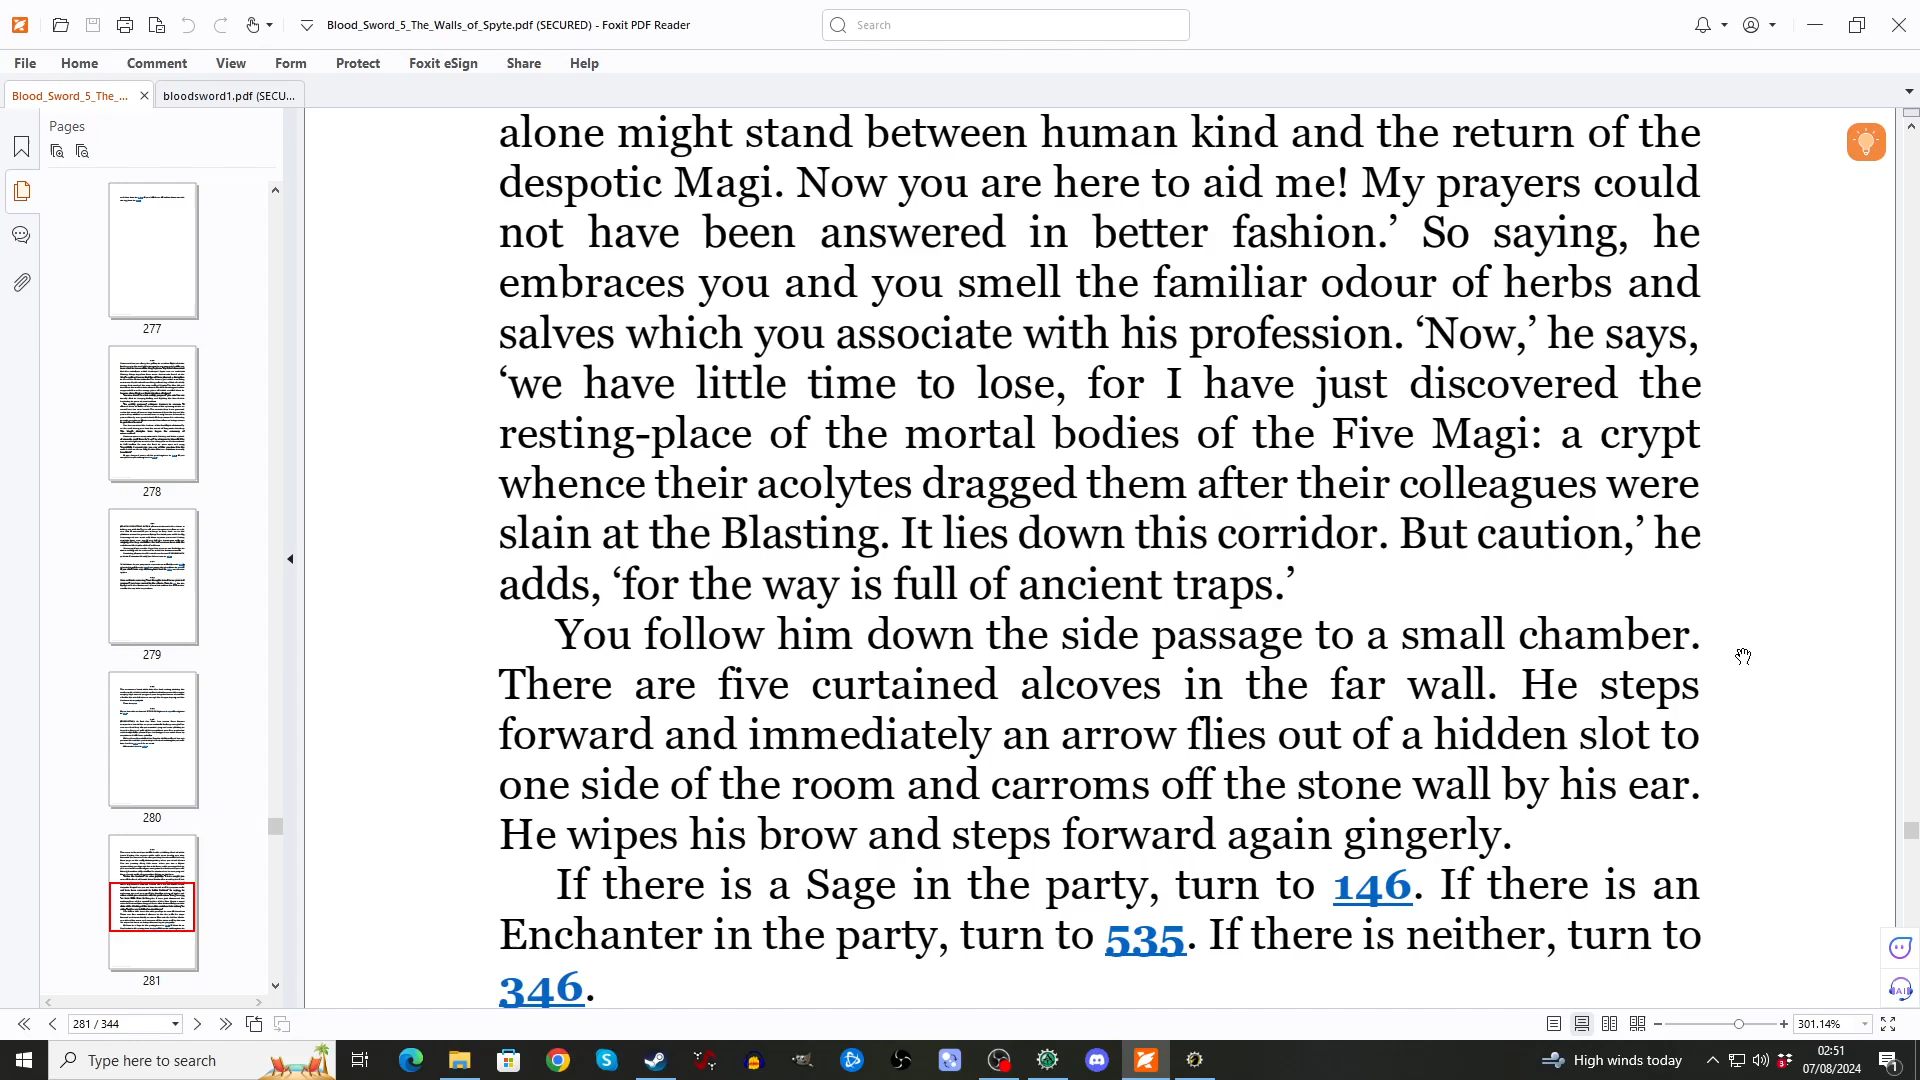 Blood_Sword_5_The_Walls_of_Spyte.pdf (SECURED) - Foxit PDF Reader
Search
File Home Comment View Form Protect Foxit eSign Share Help
Blood_Sword_5_The_...
bloodsword1.pdf (SECU...
Pages
277
278
279
280
281
alone might stand between human kind and the return of the
despotic Magi. Now you are here to aid me! My prayers could
not have been answered in better fashion.’ So saying, he
embraces you and you smell the familiar odour of herbs and
salves which you associate with his profession. ‘Now,’ he says,
‘we have little time to lose, for I have just discovered the
resting-place of the mortal bodies of the Five Magi: a crypt
whence their acolytes dragged them after their colleagues were
slain at the Blasting. It lies down this corridor. But caution,’ he
adds, ‘for the way is full of ancient traps.’
You follow him down the side passage to a small chamber.
There are five curtained alcoves in the far wall. He steps
forward and immediately an arrow flies out of a hidden slot to
one side of the room and carroms off the stone wall by his ear.
He wipes his brow and steps forward again gingerly.
If there is a Sage in the party, turn to 146. If there is an
Enchanter in the party, turn to 535. If there is neither, turn to
346.
AI
281 / 344
301.14%
Type here to search
High winds today
02:51
07/08/2024
1